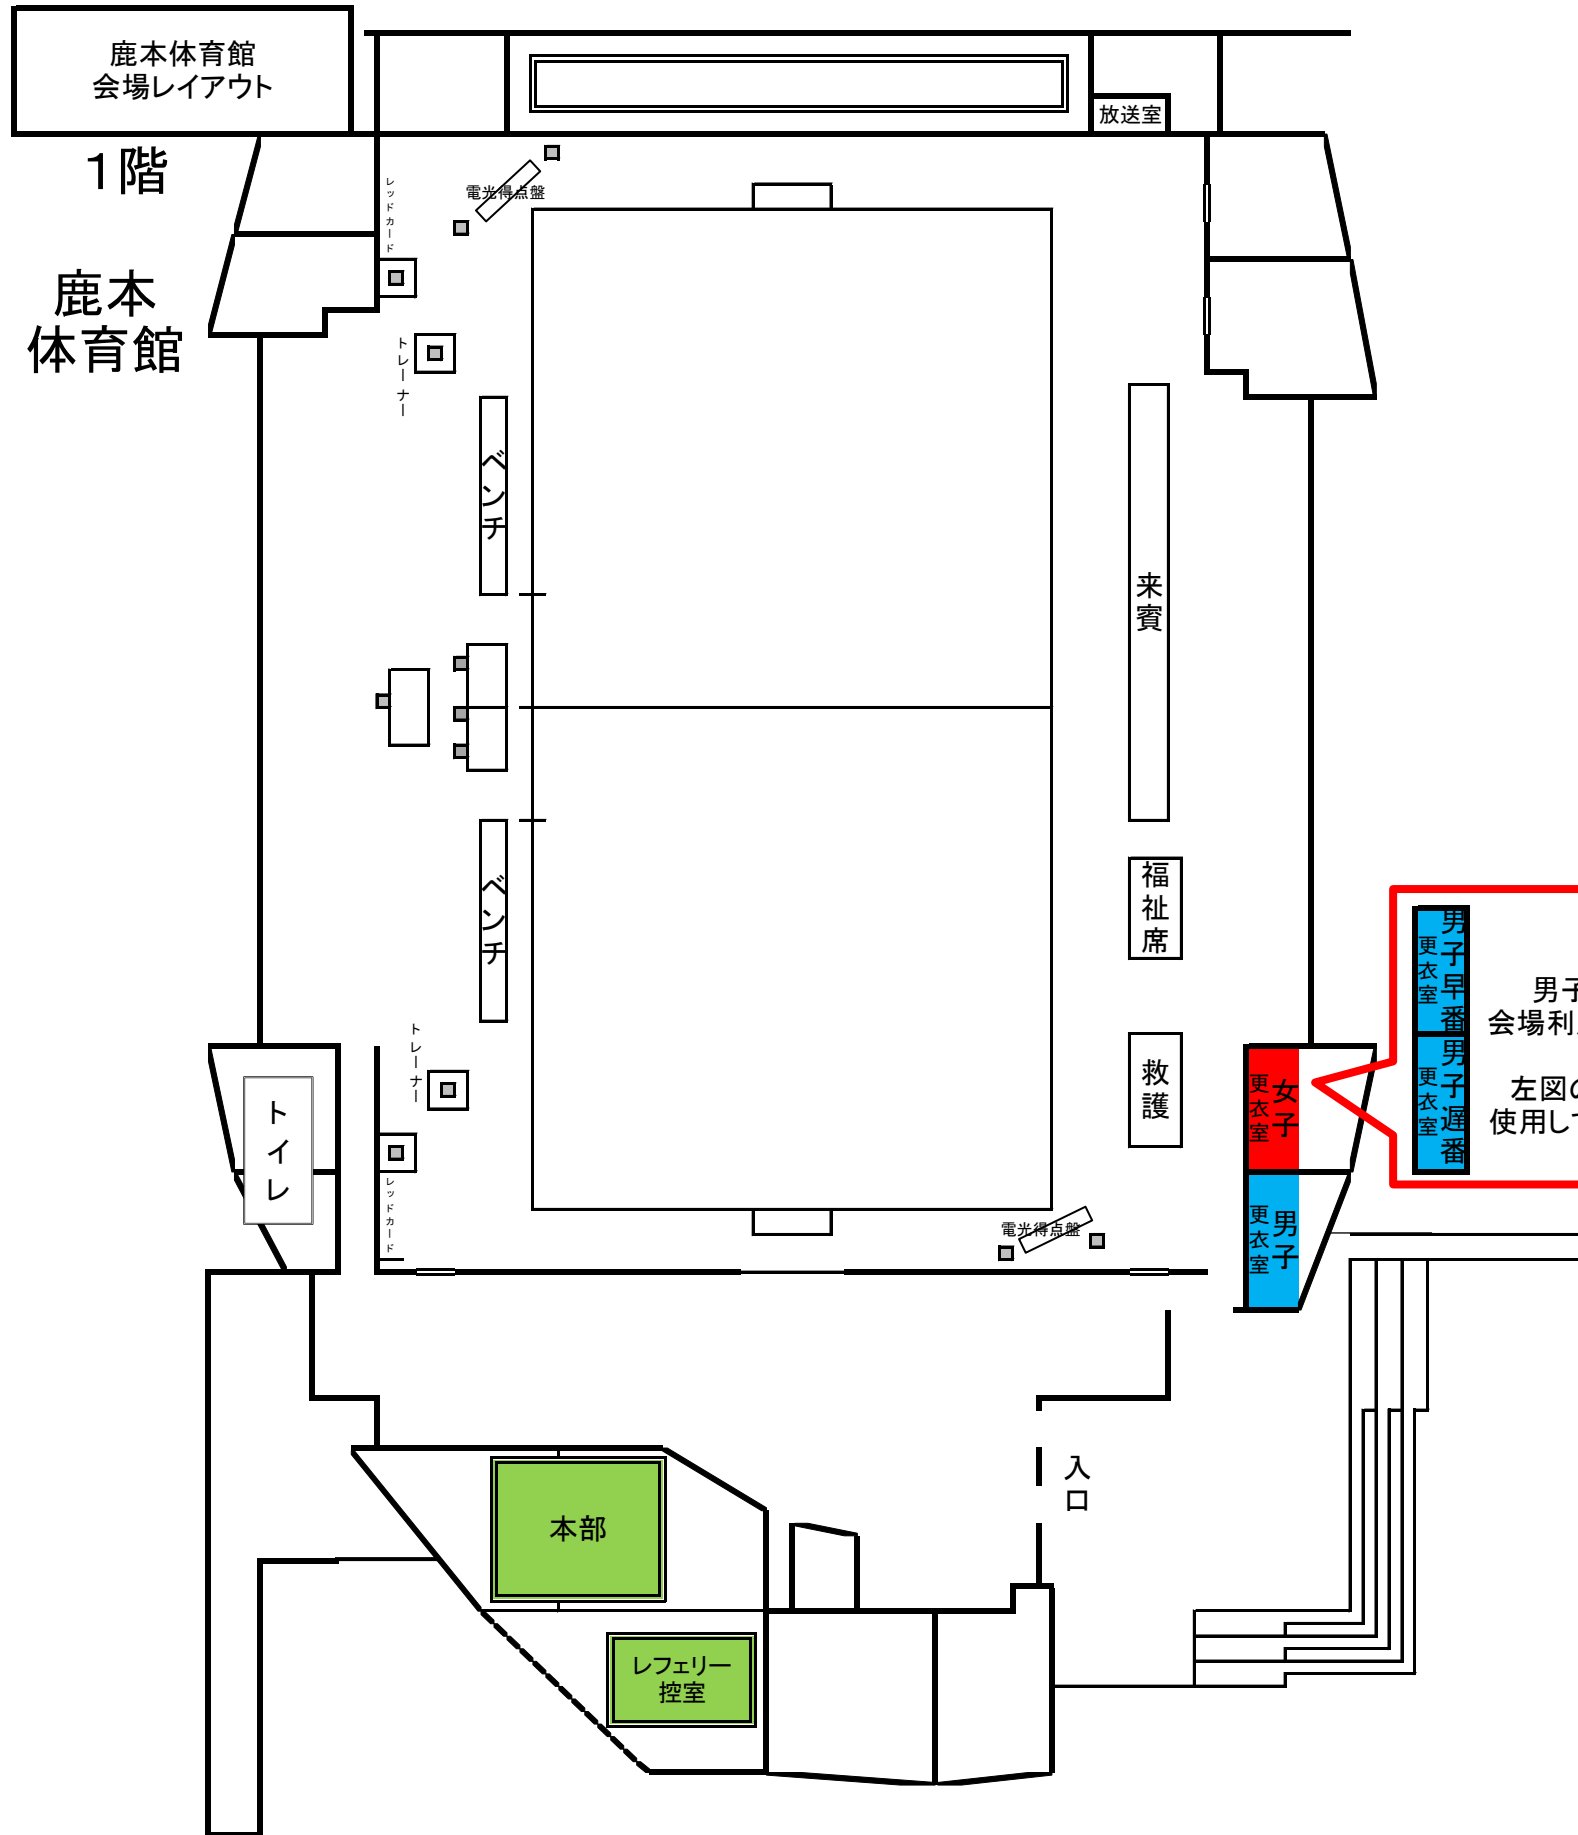 鹿本体育館
会場レイアウト
放送室
1階
鹿本
体育館
レッドカード
電光得点盤
トレーナー
ベンチ
来賓
ベンチ
福祉席
男子早番
更衣室
男子遅番
更衣室
男子
会場利
左図の
使用して
トレーナー
救護
女子
更衣室
トイレ
レッドカード
男子
更衣室
電光得点盤
入口
本部
レフェリー
控室